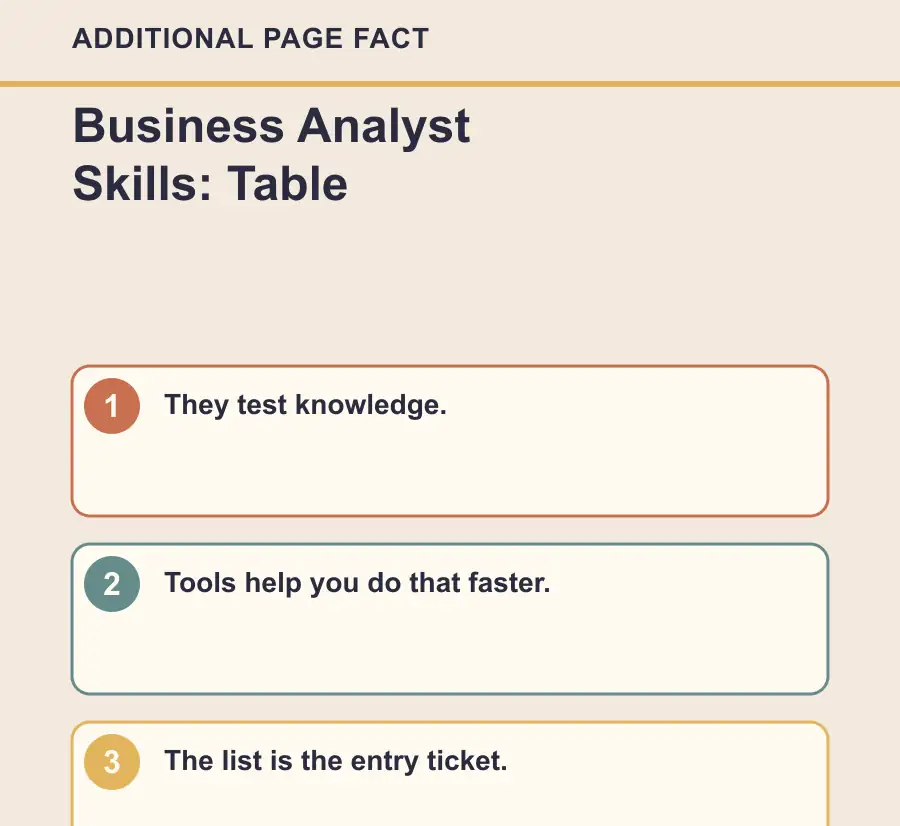 ADDITIONAL PAGE FACT
Business Analyst
Skills: Table
1
They test knowledge.
2
Tools help you do that faster.
3
The list is the entry ticket.